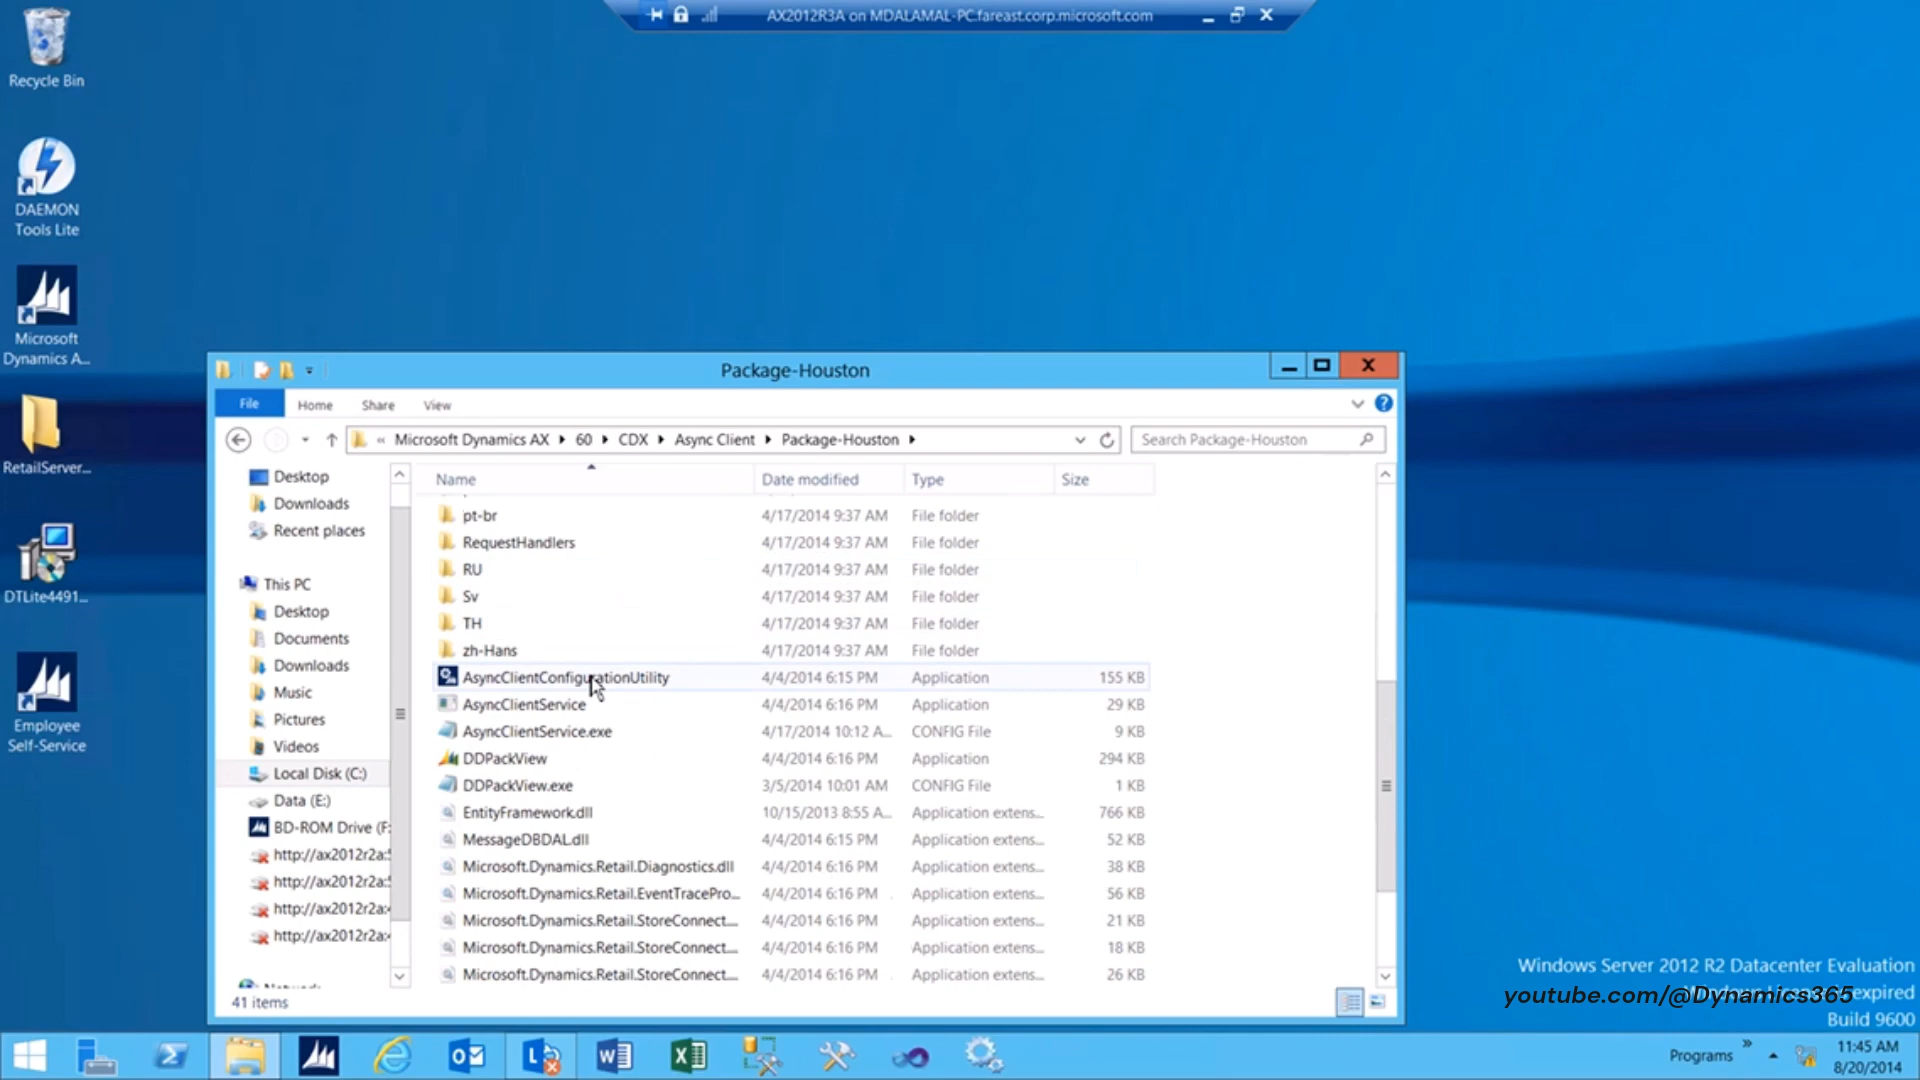 AX2012R3A on MDALAMAL-PC.fareast.corp.microsoft.com
Recycle Bin
DAEMON
Tools Lite
Microsoft
Dynamics A...
RetailServer...
DTLite4491...
Employee
Self-Service
Package-Houston
File Home Share View
« Microsoft Dynamics AX 60 CDX Async Client Package-Houston
Search Package-Houston
Desktop
Downloads
Recent places
This PC
Desktop
Documents
Downloads
Music
Pictures
Videos
Local Disk (C:)
Data (E:)
BD-ROM Drive (F:
http://ax2012r2a:5
http://ax2012r2a:5
http://ax2012r2a:4
http://ax2012r2a:4
Name Date modified Type Size
pt-br 4/17/2014 9:37 AM File folder
RequestHandlers 4/17/2014 9:37 AM File folder
RU 4/17/2014 9:37 AM File folder
Sv 4/17/2014 9:37 AM File folder
TH 4/17/2014 9:37 AM File folder
zh-Hans 4/17/2014 9:37 AM File folder
AsyncClientConfigurationUtility 4/4/2014 6:15 PM Application 155 KB
AsyncClientService 4/4/2014 6:16 PM Application 29 KB
AsyncClientService.exe 4/17/2014 10:12 A... CONFIG File 9 KB
DDPackView 4/4/2014 6:16 PM Application 294 KB
DDPackView.exe 3/5/2014 10:01 AM CONFIG File 1 KB
EntityFramework.dll 10/15/2013 8:55 A... Application extens... 766 KB
MessageDBDAL.dll 4/4/2014 6:15 PM Application extens... 52 KB
Microsoft.Dynamics.Retail.Diagnostics.dll 4/4/2014 6:16 PM Application extens... 38 KB
Microsoft.Dynamics.Retail.EventTracePro... 4/4/2014 6:16 PM Application extens... 56 KB
Microsoft.Dynamics.Retail.StoreConnect.... 4/4/2014 6:16 PM Application extens... 21 KB
Microsoft.Dynamics.Retail.StoreConnect.... 4/4/2014 6:16 PM Application extens... 18 KB
Microsoft.Dynamics.Retail.StoreConnect.... 4/4/2014 6:16 PM Application extens... 26 KB
41 items
Windows Server 2012 R2 Datacenter Evaluation
expired
youtube.com/@Dynamics365
Build 9600
Programs
11:45 AM
8/20/2014